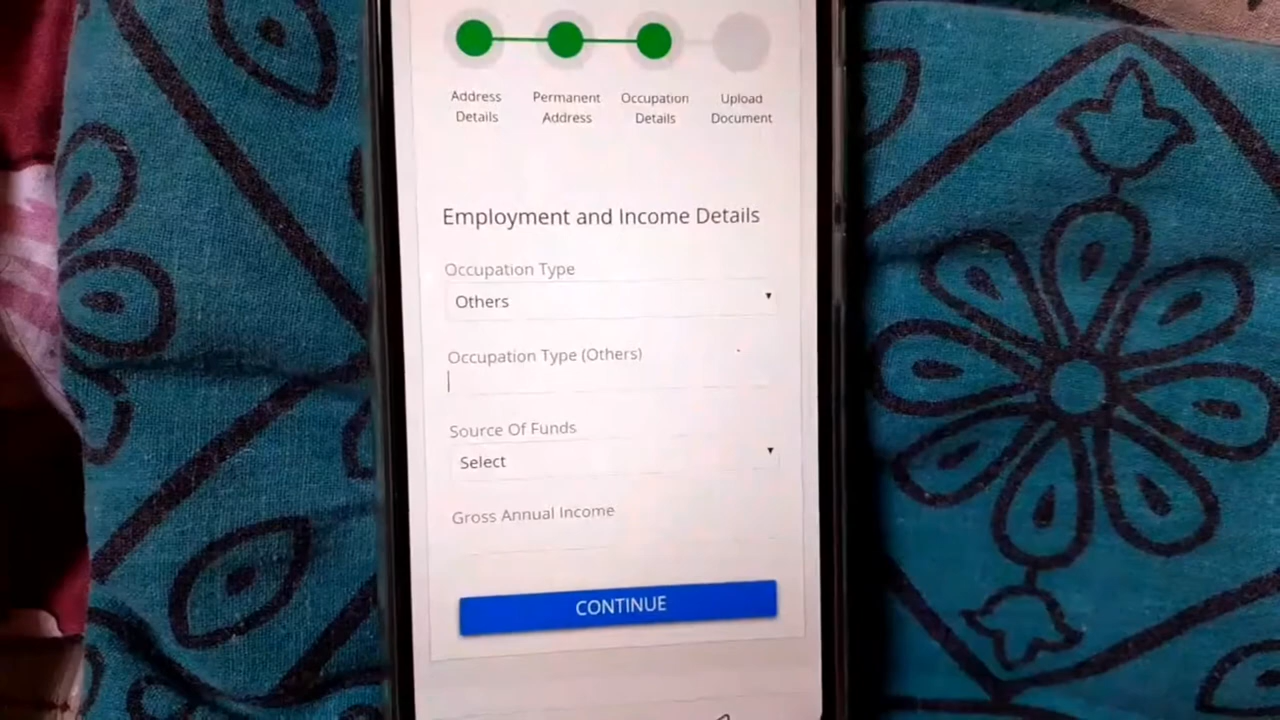 Address Details
Permanent Address
Occupation Details
Upload Document
Employment and Income Details
Occupation Type
Others
Occupation Type (Others)
Source Of Funds
Select
Gross Annual Income
CONTINUE